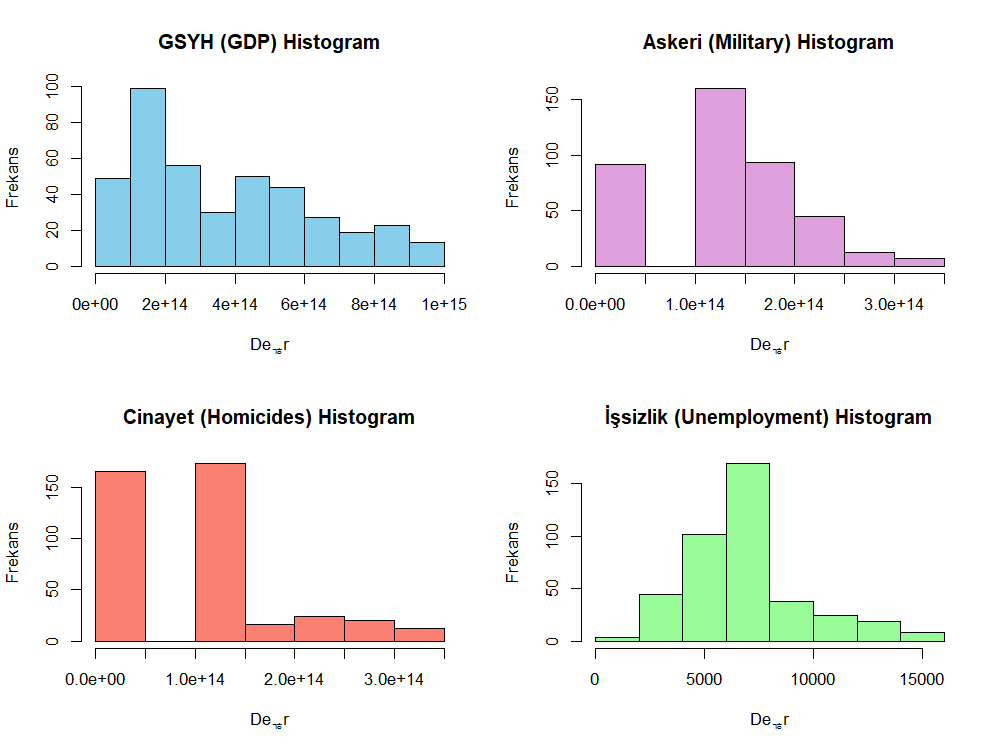 GSYH (GDP) Histogram
Frekans
0 20 40 60 80 100
0e+00 2e+14 4e+14 6e+14 8e+14 1e+15
Askeri (Military) Histogram
Frekans
0 50 100 150
0.0e+00 1.0e+14 2.0e+14 3.0e+14
Cinayet (Homicides) Histogram
Frekans
0 50 100 150
0.0e+00 1.0e+14 2.0e+14 3.0e+14
İşsizlik (Unemployment) Histogram
Frekans
0 50 100 150
0 5000 10000 15000